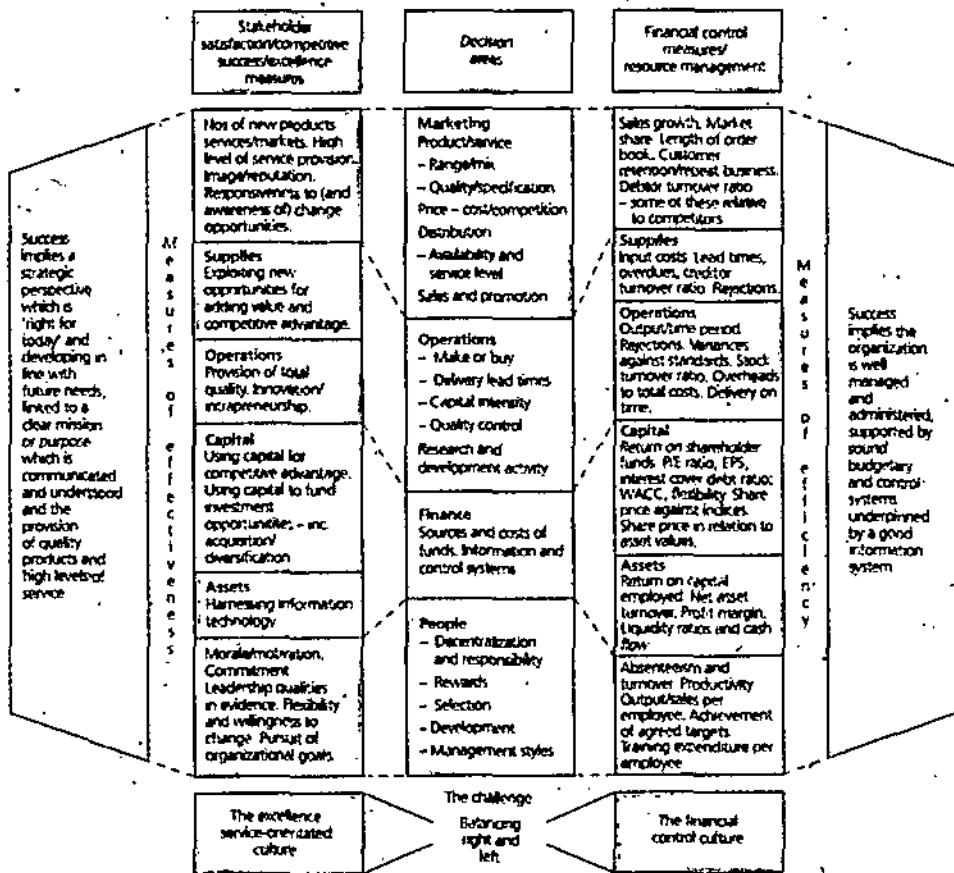 Stakeholder
satisfaction/competitive
success/excellence
measures
Decision
areas
Financial control
measures/
resource management
Success
implies a
strategic
perspective
which is
'right for
today' and
developing in
line with
future needs,
linked to a
clear mission
or purpose
which is
communicated
and understood
and the
provision
of quality
products and
high levels of
service
Measures of effectiveness
Nos of new products
services/markets. High
level of service provision.
Image/reputation.
Responsiveness to (and
awareness of) change
opportunities.
Supplies
Exploiting new
opportunities for
adding value and
competitive advantage.
Operations
Provision of total
quality. Innovation/
intrapreneurship.
Capital
Using capital for
competitive advantage.
Using capital to fund
investment
opportunities – inc.
acquisition/
diversification
Assets
Harnessing information
technology
Morale/motivation.
Commitment
Leadership qualities
in evidence. Flexibility
and willingness to
change. Pursuit of
organizational goals
Marketing
Product/service
– Range/mix
– Quality/specification
Price – cost/competition
Distribution
– Availability and
service level
Sales and promotion
Operations
– Make or buy
– Delivery lead times
– Capital intensity
– Quality control
Research and
development activity
Finance
Sources and costs of
funds. Information and
control systems
People
– Decentralization
and responsibility
– Rewards
– Selection
– Development
– Management styles
Sales growth. Market
share. Length of order
book. Customer
retention/repeat business.
Debtor turnover ratio
– some of these relative
to competitors
Supplies
Input costs. Lead times,
overdues, creditor
turnover ratio. Rejections.
Operations
Output/time period
Rejections. Variances
against standards. Stock
turnover ratio. Overheads
to total costs. Delivery on
time.
Capital
Return on shareholder
funds. P/E ratio, EPS,
interest cover debt ratio;
WACC, flexibility. Share
price against indices.
Share price in relation to
asset values.
Assets
Return on capital
employed. Net asset
turnover. Profit margin.
Liquidity ratios and cash
flow
Absenteeism and
turnover. Productivity
Output/sales per
employee. Achievement
of agreed targets.
Training expenditure per
employee
Measures of efficiency
Success
implies the
organization
is well
managed
and
administered,
supported by
sound
budgetary
and control
systems
underpinned
by a good
information
system
The excellence
service-orientated
culture
The challenge
Balancing
right and
left
The financial
control culture